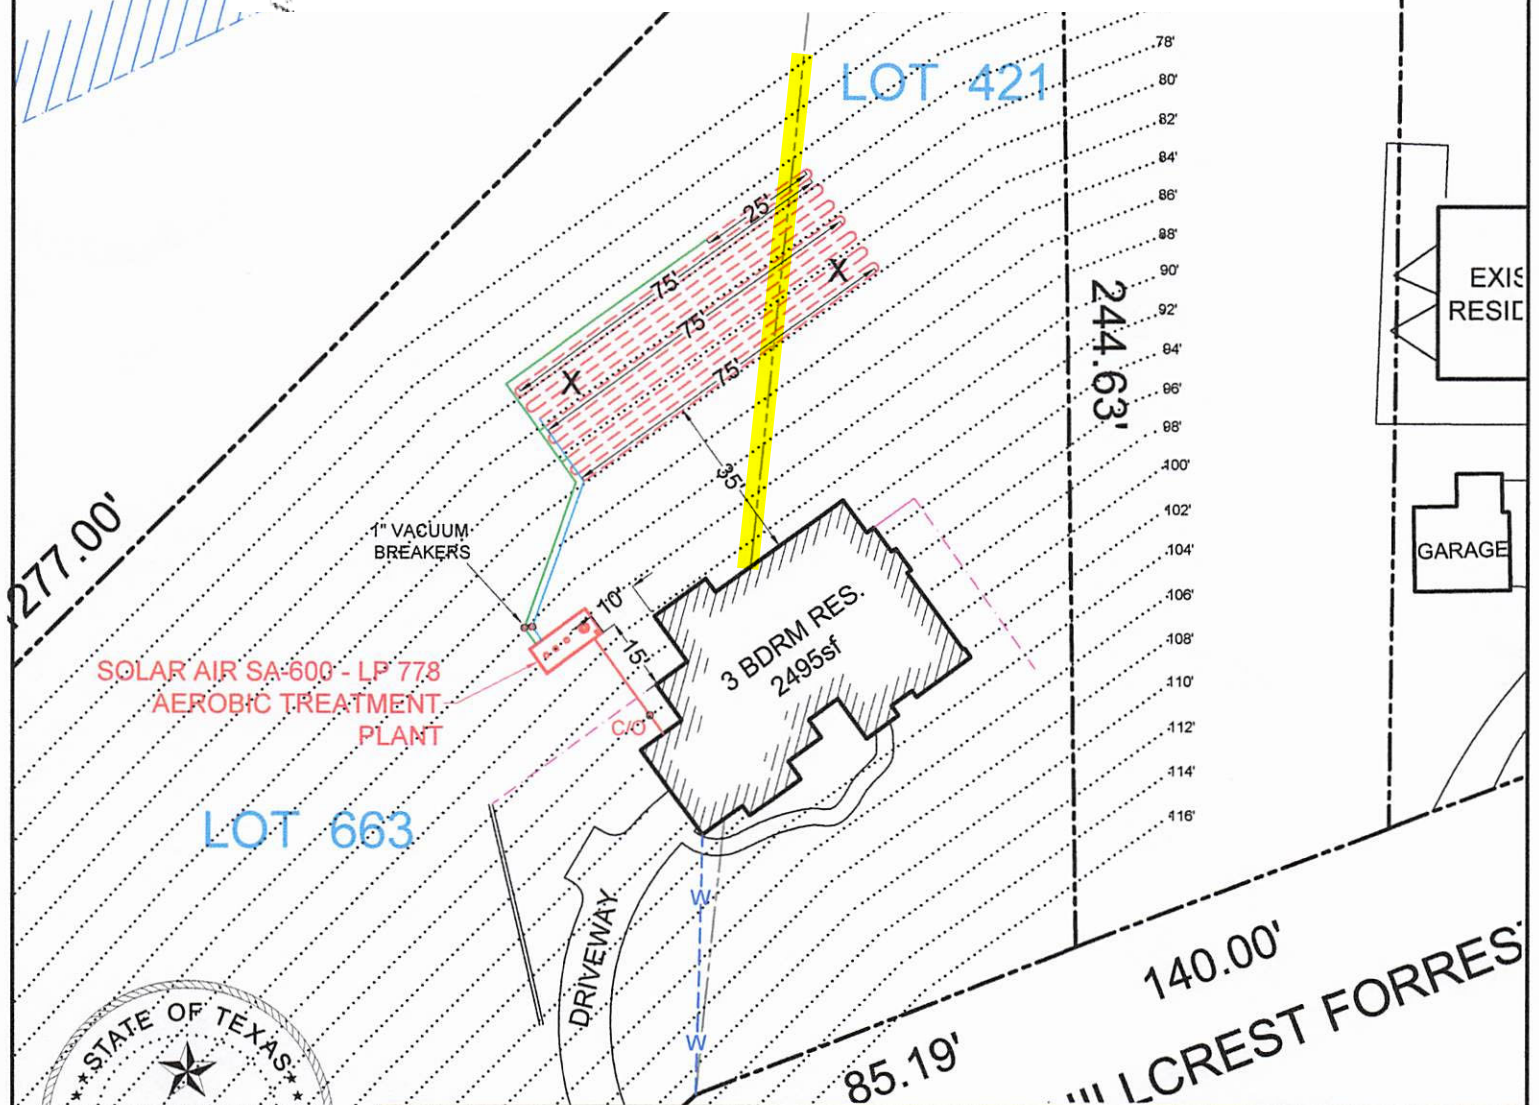 78'
LOT 421
80'
82'
84'
86'
25'
88'
90'
X
75'
EXIS
RESID
92'
75'
94'
244.63'
75'
96'
X
98'
100'
35'
102'
277.00'
1" VACUUM
BREAKERS
104'
GARAGE
106'
10'
108'
15'
3 BDRM RES.
2495sf
SOLAR AIR SA-600 - LP 778
AEROBIC TREATMENT
PLANT
110'
C/O
112'
114'
116'
LOT 663
W
DRIVEWAY
140.00'
STATE OF TEXAS
W
85.19'
ILLCREST FORRES